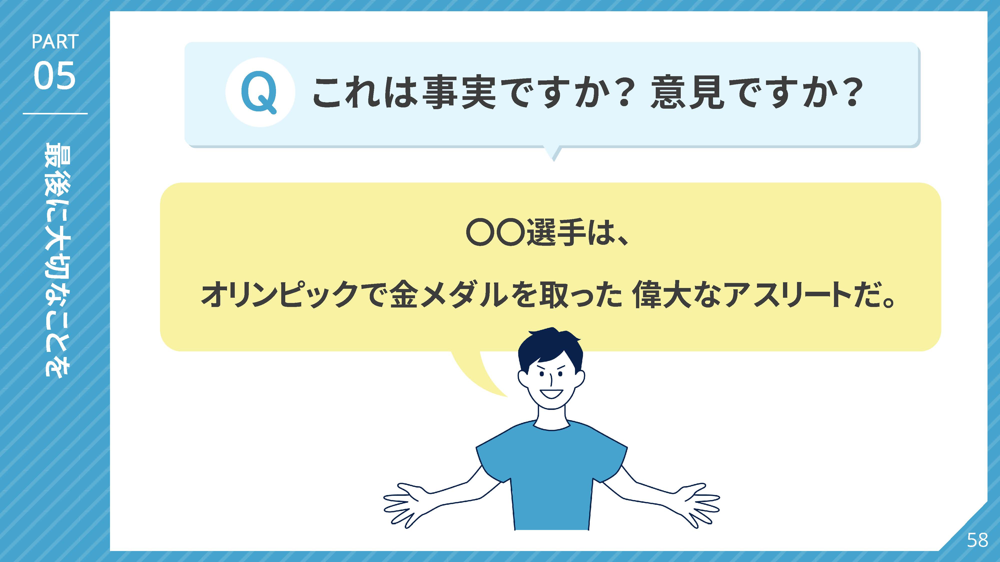 PART
05
最後に大切なことを
Q
これは事実ですか？ 意見ですか？
〇〇選手は、
オリンピックで金メダルを取った 偉大なアスリートだ。
58